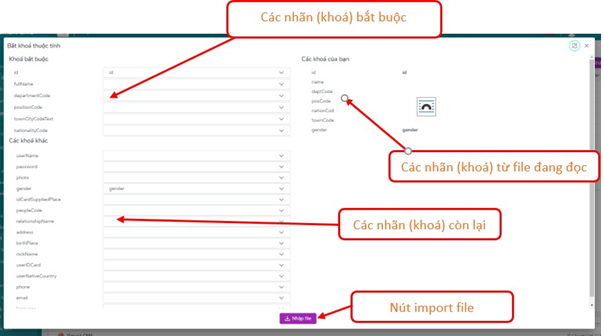 Các nhãn (khoá) bắt buộc
Bắt khoá thuộc tính
Khoá bắt buộc
id
id
fullName
departmentCode
positionCode
townCityCodeText
nationalityCode
Các khoá khác
userName
password
photo
gender
gender
idCardSuppliedPlace
peopleCode
relationshipName
address
birthPlace
nickName
userIDCard
userNativeCountry
phone
email
Các khoá của bạn
id
id
name
deptCode
posCode
nationCod
townCode
gender
gender
Các nhãn (khoá) từ file đang đọc
Các nhãn (khoá) còn lại
Nút import file
Nhập file